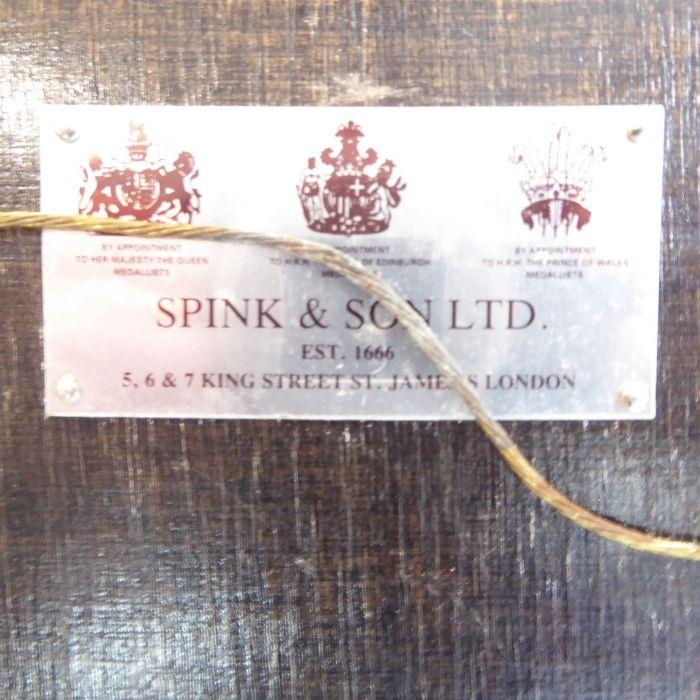 BY APPOINTMENT
TO HER MAJESTY THE QUEEN
MEDALLISTS
APPOINTMENT
TO H.R.H. OF EDINBURGH
BY APPOINTMENT
TO H.R.H. THE PRINCE OF WALES
MEDALLISTS
SPINK & SON LTD.
EST. 1666
5, 6 & 7 KING STREET ST. JAMES'S LONDON